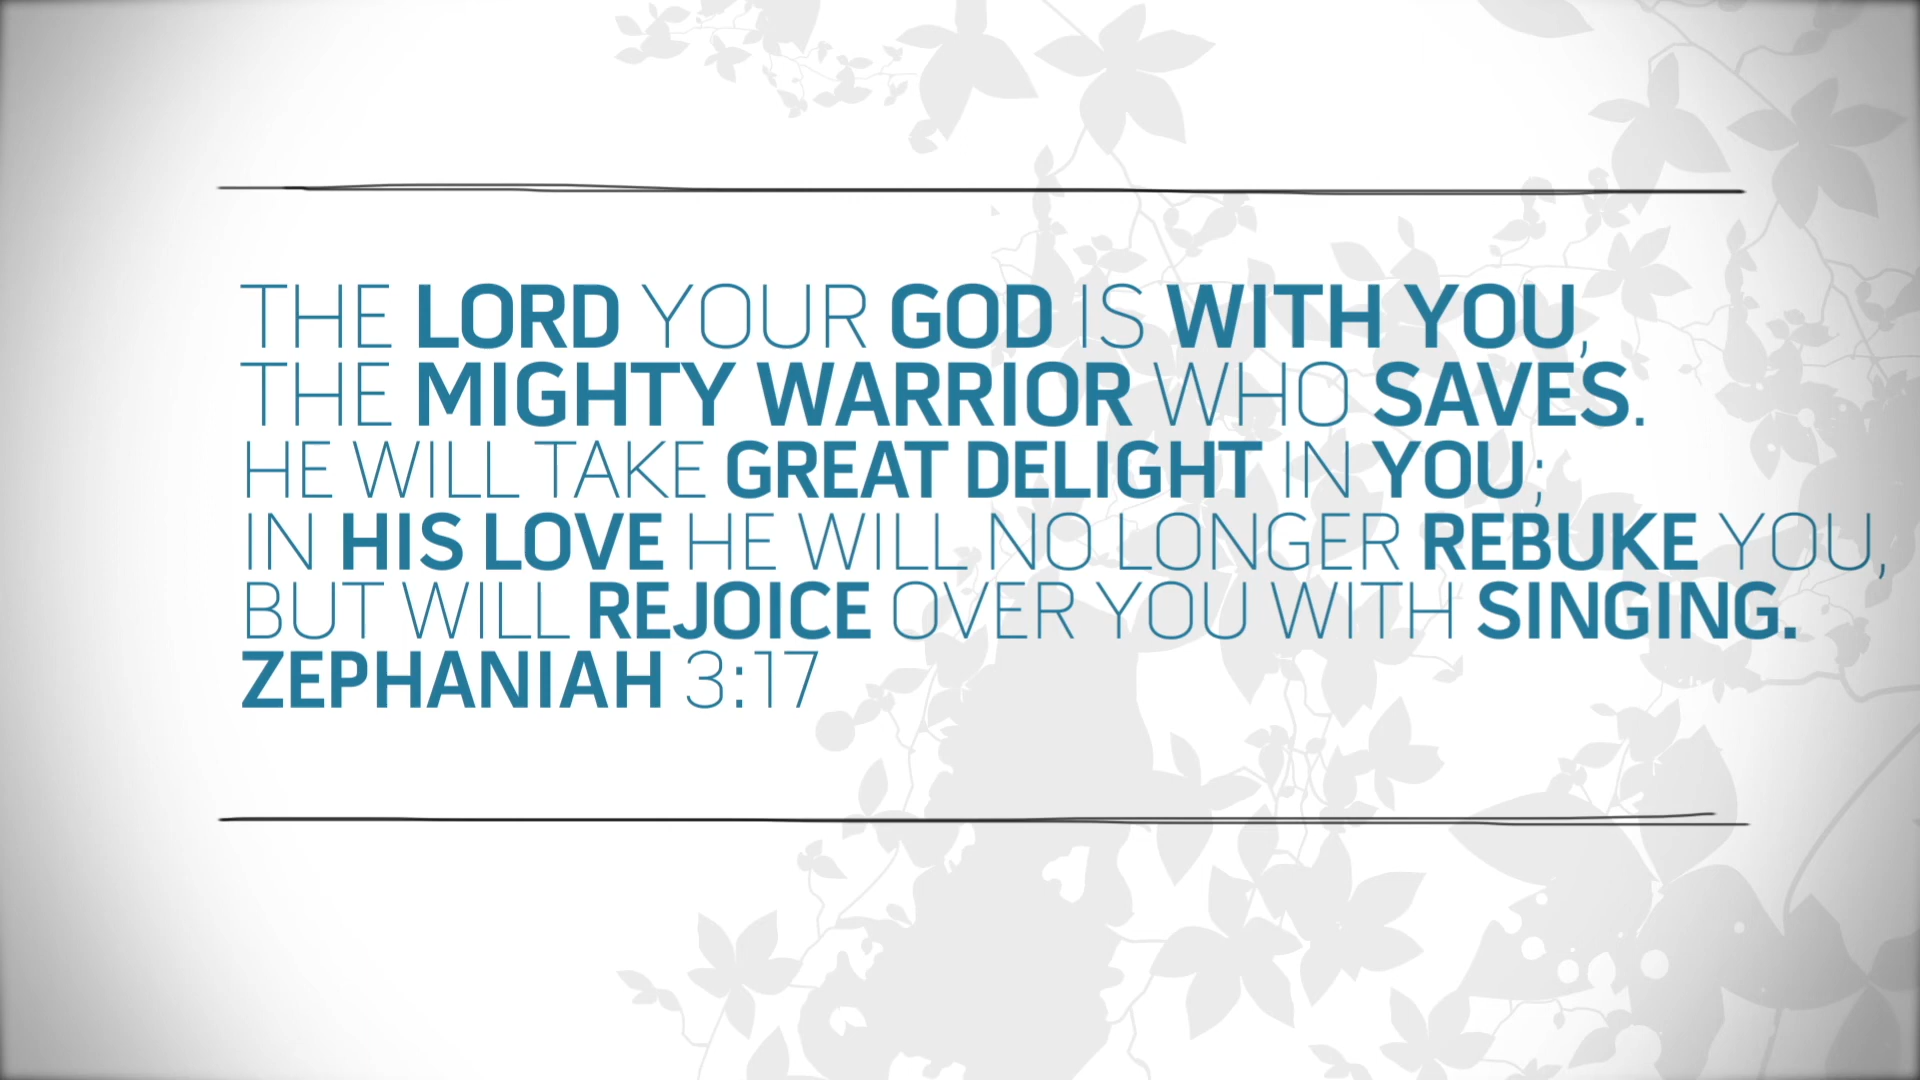 THE LORD YOUR GOD IS WITH YOU,
THE MIGHTY WARRIOR WHO SAVES.
HE WILL TAKE GREAT DELIGHT IN YOU;
IN HIS LOVE HE WILL NO LONGER REBUKE YOU,
BUT WILL REJOICE OVER YOU WITH SINGING.
ZEPHANIAH 3:17